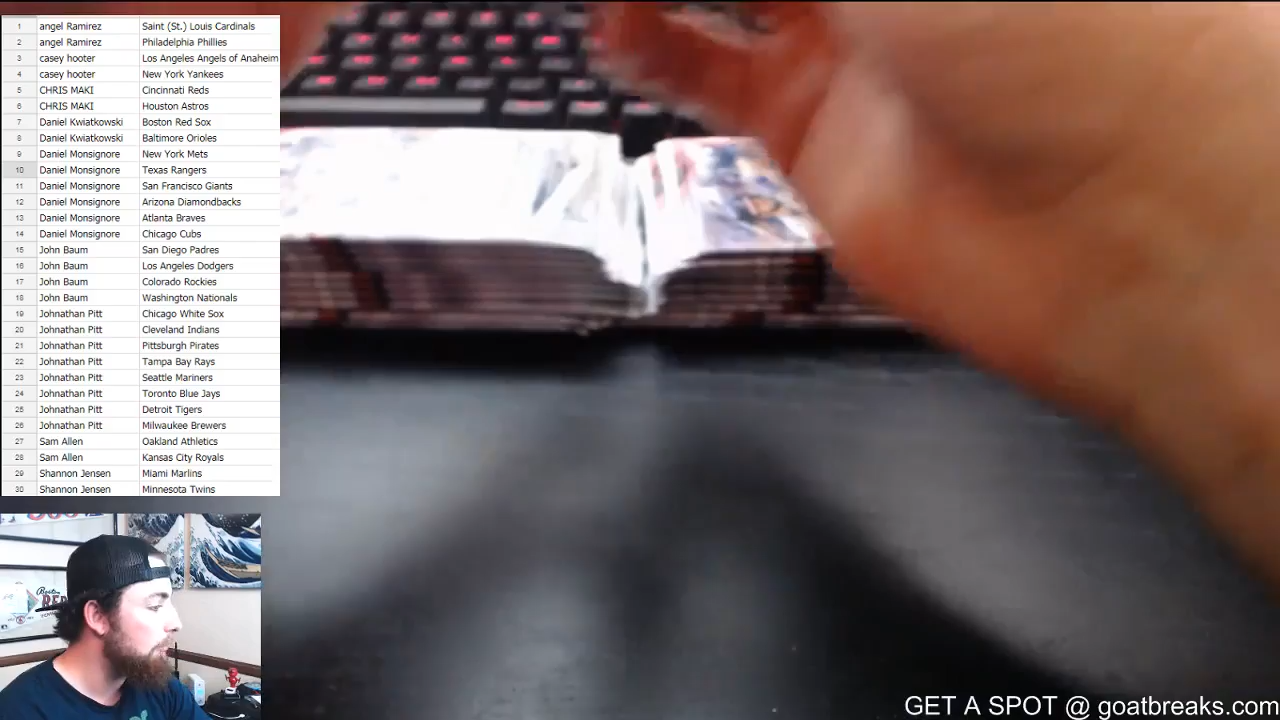 1 angel Ramirez Saint (St.) Louis Cardinals
2 angel Ramirez Philadelphia Phillies
3 casey hooter Los Angeles Angels of Anaheim
4 casey hooter New York Yankees
5 CHRIS MAKI Cincinnati Reds
6 CHRIS MAKI Houston Astros
7 Daniel Kwiatkowski Boston Red Sox
8 Daniel Kwiatkowski Baltimore Orioles
9 Daniel Monsignore New York Mets
10 Daniel Monsignore Texas Rangers
11 Daniel Monsignore San Francisco Giants
12 Daniel Monsignore Arizona Diamondbacks
13 Daniel Monsignore Atlanta Braves
14 Daniel Monsignore Chicago Cubs
15 John Baum San Diego Padres
16 John Baum Los Angeles Dodgers
17 John Baum Colorado Rockies
18 John Baum Washington Nationals
19 Johnathan Pitt Chicago White Sox
20 Johnathan Pitt Cleveland Indians
21 Johnathan Pitt Pittsburgh Pirates
22 Johnathan Pitt Tampa Bay Rays
23 Johnathan Pitt Seattle Mariners
24 Johnathan Pitt Toronto Blue Jays
25 Johnathan Pitt Detroit Tigers
26 Johnathan Pitt Milwaukee Brewers
27 Sam Allen Oakland Athletics
28 Sam Allen Kansas City Royals
29 Shannon Jensen Miami Marlins
30 Shannon Jensen Minnesota Twins
Boston
GET A SPOT @ goatbreaks.com